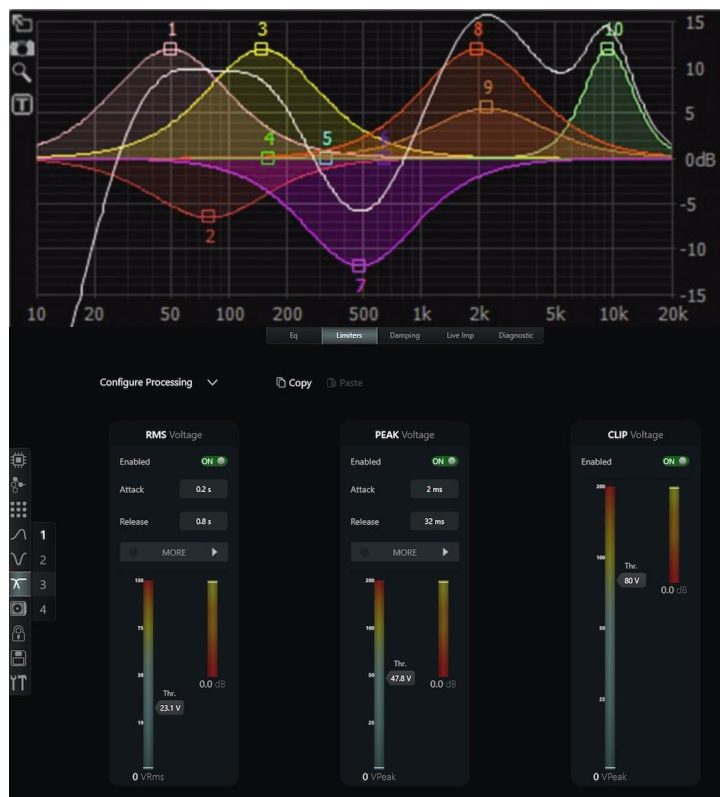 1 3 8 10
15
10
9
5
4 5 6
0dB
2
-5
-10
7
-15
10 20 50 100 200 500 1k 2k 5k 10k 20k
T
Eq Limiters Damping Live Imp Diagnostic
Configure Processing Copy Paste
RMS Voltage PEAK Voltage CLIP Voltage
Enabled ON Enabled ON Enabled ON
Attack 0.2 s Attack 2 ms
Release 0.8 s Release 32 ms
MORE MORE
1
2
3
4
150
75
38
19
Thr.
23.1 V
0.0 dB
0 VRms
200
100
50
25
Thr.
47.8 V
0.0 dB
0 VPeak
200
100
50
25
Thr.
80 V
0.0 dB
0 VPeak